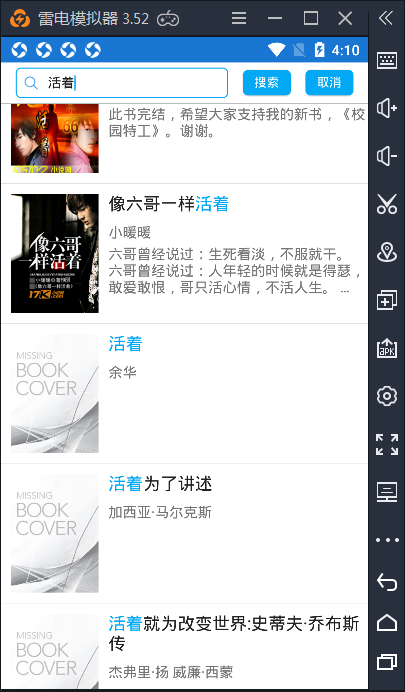 雷电模拟器 3.52
4:10
活着
搜索
取消
此书完结，希望大家支持我的新书，《校
园特工》。谢谢。
像六哥一样活着
小暖暖
六哥曾经说过：生死看淡，不服就干。
六哥曾经说过：人年轻的时候就是得瑟，
敢爱敢恨，哥只活心情，不活人生。 ...
像六哥
一样活着
17K.com
活着
余华
MISSING
BOOK
COVER
活着为了讲述
加西亚·马尔克斯
MISSING
BOOK
COVER
活着就为改变世界:史蒂夫·乔布斯
传
杰弗里·扬 威廉·西蒙
MISSING
BOOK
COVER
APK